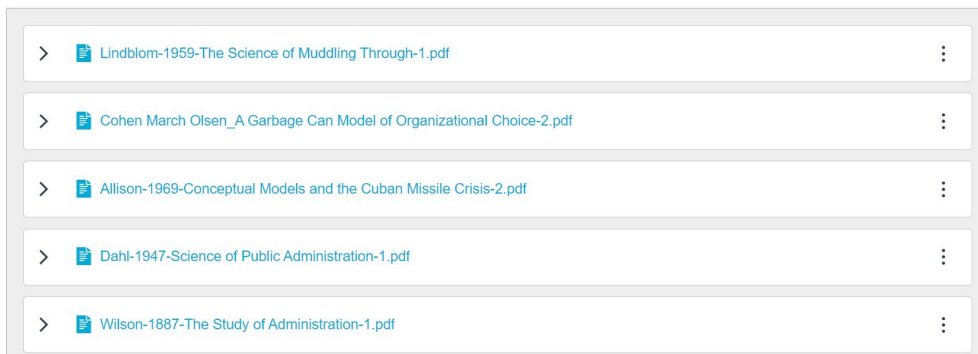 Lindblom-1959-The Science of Muddling Through-1.pdf
Cohen March Olsen_A Garbage Can Model of Organizational Choice-2.pdf
Allison-1969-Conceptual Models and the Cuban Missile Crisis-2.pdf
Dahl-1947-Science of Public Administration-1.pdf
Wilson-1887-The Study of Administration-1.pdf